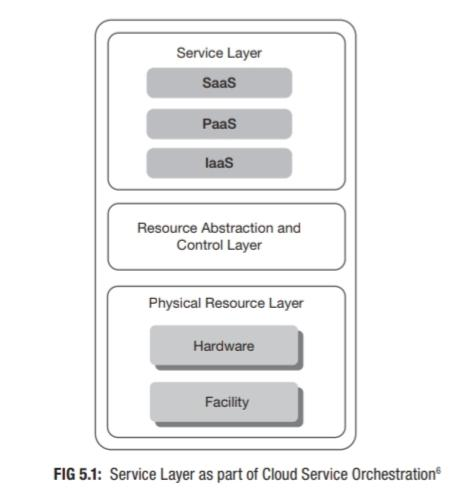 Service Layer
SaaS
PaaS
IaaS
Resource Abstraction and
Control Layer
Physical Resource Layer
Hardware
Facility
FIG 5.1: Service Layer as part of Cloud Service Orchestration⁶